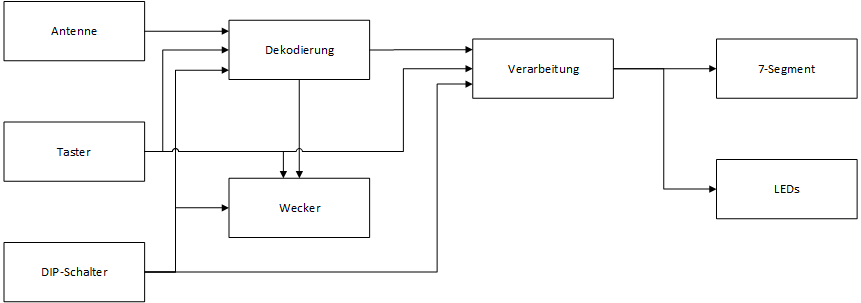 Antenne
Dekodierung
Verarbeitung
7-Segment
Taster
Wecker
LEDs
DIP-Schalter